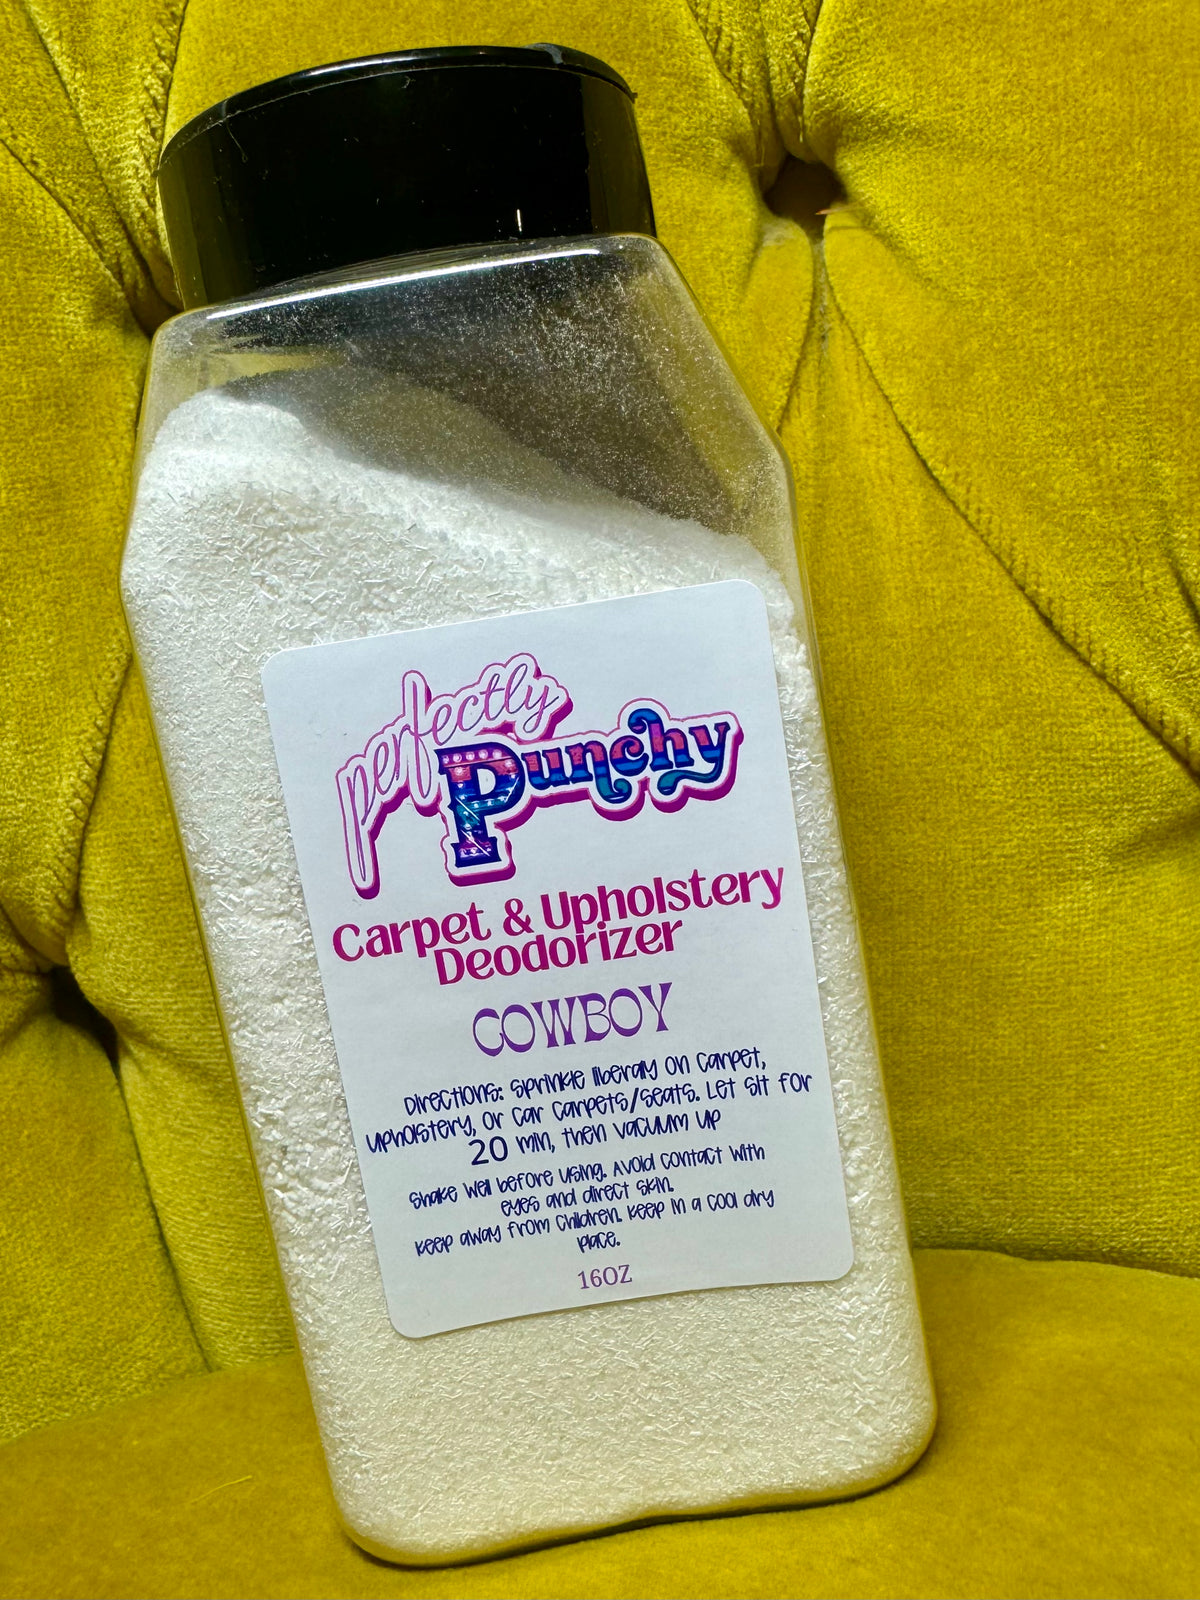 perfectly
Punchy
Carpet & Upholstery
Deodorizer
COWBOY
Directions: Sprinkle liberaly on carpet,
upholstery, or car carpets/seats. Let sit for
20 min, then vacuum up
Shake well before using. Avoid contact with
eyes and direct skin.
Keep away from children. Keep in a cool dry
place.
16OZ